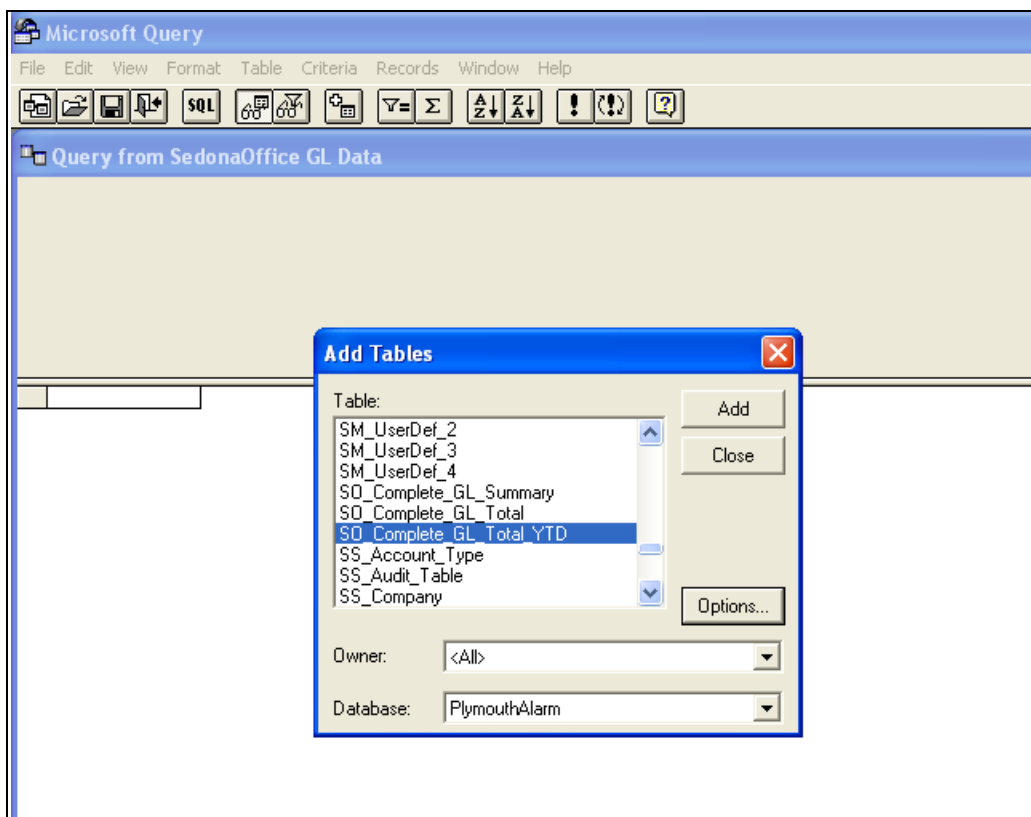 Microsoft Query
File Edit View Format Table Criteria Records Window Help
SQL
Query from SedonaOffice GL Data
Add Tables
Table:
SM_UserDef_2
SM_UserDef_3
SM_UserDef_4
SO_Complete_GL_Summary
SO_Complete_GL_Total
SO_Complete_GL_Total_YTD
SS_Account_Type
SS_Audit_Table
SS_Company
Add
Close
Options...
Owner: <All>
Database: PlymouthAlarm